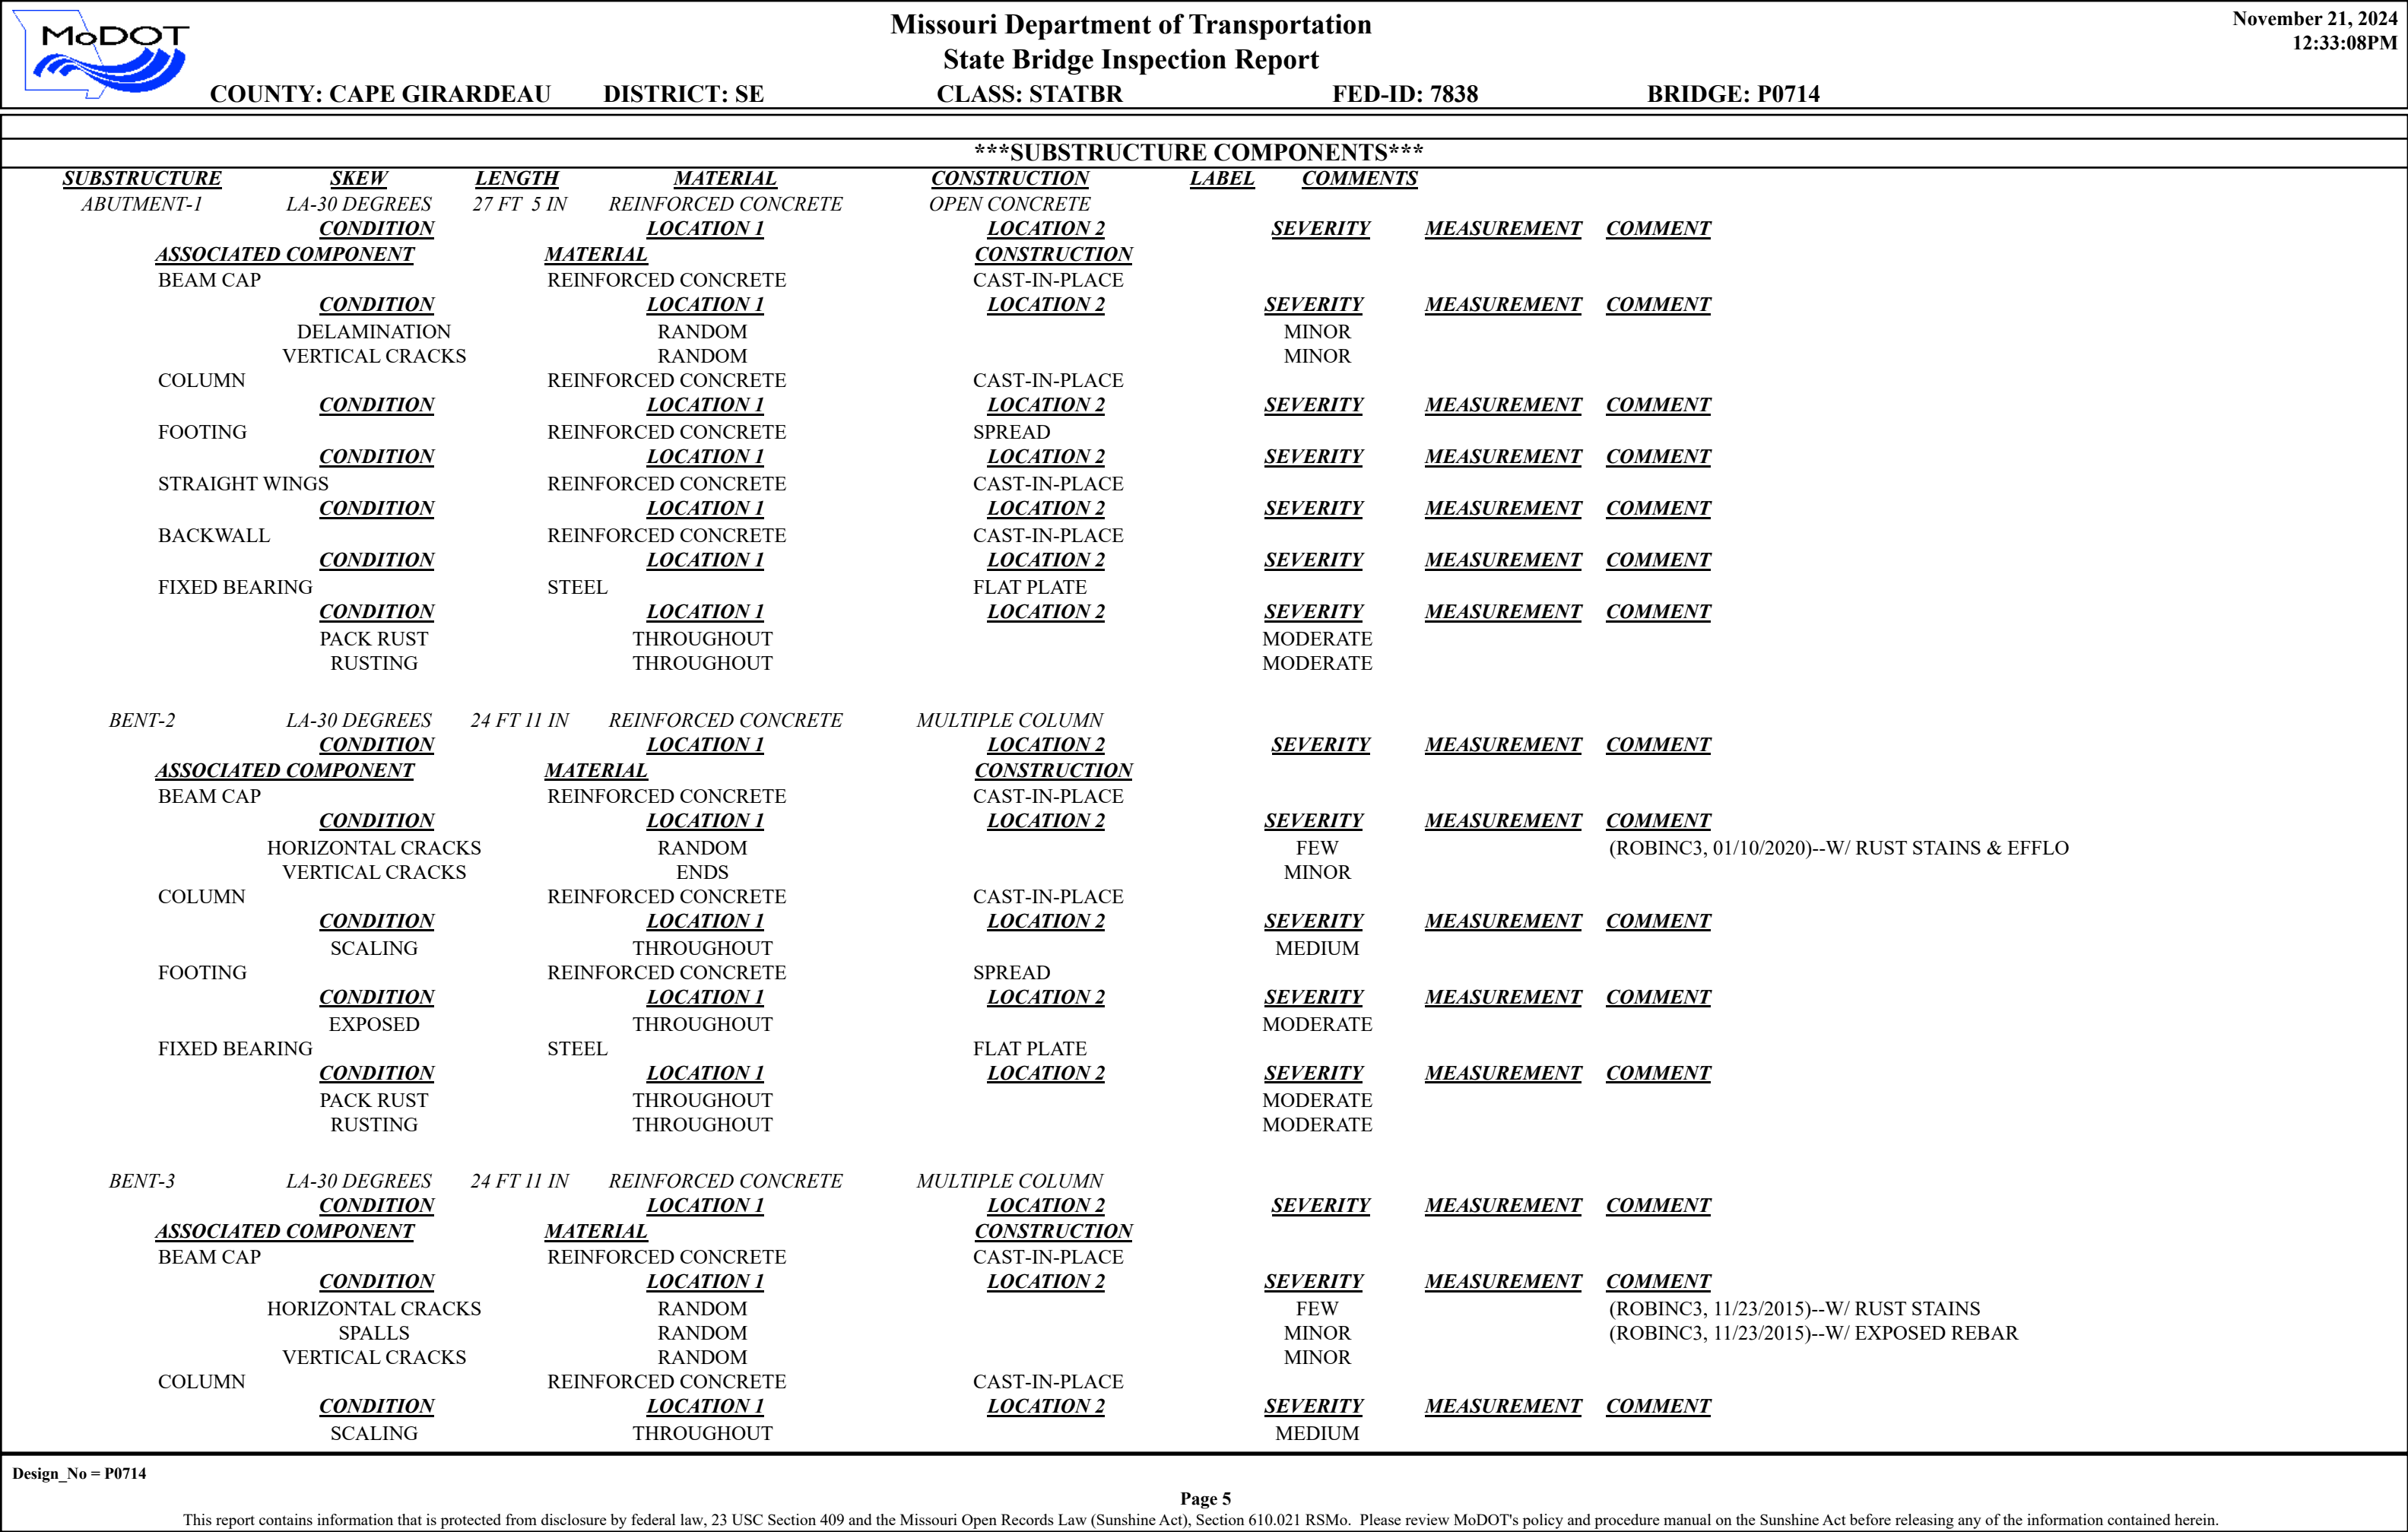 MoDOT
Missouri Department of Transportation
State Bridge Inspection Report
November 21, 2024
12:33:08PM
COUNTY: CAPE GIRARDEAU DISTRICT: SE CLASS: STATBR FED-ID: 7838 BRIDGE: P0714
***SUBSTRUCTURE COMPONENTS***
SUBSTRUCTURE SKEW LENGTH MATERIAL CONSTRUCTION LABEL COMMENTS
ABUTMENT-1 LA-30 DEGREES 27 FT 5 IN REINFORCED CONCRETE OPEN CONCRETE
CONDITION LOCATION 1 LOCATION 2 SEVERITY MEASUREMENT COMMENT
ASSOCIATED COMPONENT MATERIAL CONSTRUCTION
BEAM CAP REINFORCED CONCRETE CAST-IN-PLACE
CONDITION LOCATION 1 LOCATION 2 SEVERITY MEASUREMENT COMMENT
DELAMINATION RANDOM MINOR
VERTICAL CRACKS RANDOM MINOR
COLUMN REINFORCED CONCRETE CAST-IN-PLACE
CONDITION LOCATION 1 LOCATION 2 SEVERITY MEASUREMENT COMMENT
FOOTING REINFORCED CONCRETE SPREAD
CONDITION LOCATION 1 LOCATION 2 SEVERITY MEASUREMENT COMMENT
STRAIGHT WINGS REINFORCED CONCRETE CAST-IN-PLACE
CONDITION LOCATION 1 LOCATION 2 SEVERITY MEASUREMENT COMMENT
BACKWALL REINFORCED CONCRETE CAST-IN-PLACE
CONDITION LOCATION 1 LOCATION 2 SEVERITY MEASUREMENT COMMENT
FIXED BEARING STEEL FLAT PLATE
CONDITION LOCATION 1 LOCATION 2 SEVERITY MEASUREMENT COMMENT
PACK RUST THROUGHOUT MODERATE
RUSTING THROUGHOUT MODERATE
BENT-2 LA-30 DEGREES 24 FT 11 IN REINFORCED CONCRETE MULTIPLE COLUMN
CONDITION LOCATION 1 LOCATION 2 SEVERITY MEASUREMENT COMMENT
ASSOCIATED COMPONENT MATERIAL CONSTRUCTION
BEAM CAP REINFORCED CONCRETE CAST-IN-PLACE
CONDITION LOCATION 1 LOCATION 2 SEVERITY MEASUREMENT COMMENT
HORIZONTAL CRACKS RANDOM FEW (ROBINC3, 01/10/2020)--W/ RUST STAINS & EFFLO
VERTICAL CRACKS ENDS MINOR
COLUMN REINFORCED CONCRETE CAST-IN-PLACE
CONDITION LOCATION 1 LOCATION 2 SEVERITY MEASUREMENT COMMENT
SCALING THROUGHOUT MEDIUM
FOOTING REINFORCED CONCRETE SPREAD
CONDITION LOCATION 1 LOCATION 2 SEVERITY MEASUREMENT COMMENT
EXPOSED THROUGHOUT MODERATE
FIXED BEARING STEEL FLAT PLATE
CONDITION LOCATION 1 LOCATION 2 SEVERITY MEASUREMENT COMMENT
PACK RUST THROUGHOUT MODERATE
RUSTING THROUGHOUT MODERATE
BENT-3 LA-30 DEGREES 24 FT 11 IN REINFORCED CONCRETE MULTIPLE COLUMN
CONDITION LOCATION 1 LOCATION 2 SEVERITY MEASUREMENT COMMENT
ASSOCIATED COMPONENT MATERIAL CONSTRUCTION
BEAM CAP REINFORCED CONCRETE CAST-IN-PLACE
CONDITION LOCATION 1 LOCATION 2 SEVERITY MEASUREMENT COMMENT
HORIZONTAL CRACKS RANDOM FEW (ROBINC3, 11/23/2015)--W/ RUST STAINS
SPALLS RANDOM MINOR (ROBINC3, 11/23/2015)--W/ EXPOSED REBAR
VERTICAL CRACKS RANDOM MINOR
COLUMN REINFORCED CONCRETE CAST-IN-PLACE
CONDITION LOCATION 1 LOCATION 2 SEVERITY MEASUREMENT COMMENT
SCALING THROUGHOUT MEDIUM
Design_No = P0714
Page 5
This report contains information that is protected from disclosure by federal law, 23 USC Section 409 and the Missouri Open Records Law (Sunshine Act), Section 610.021 RSMo. Please review MoDOT's policy and procedure manual on the Sunshine Act before releasing any of the information contained herein.